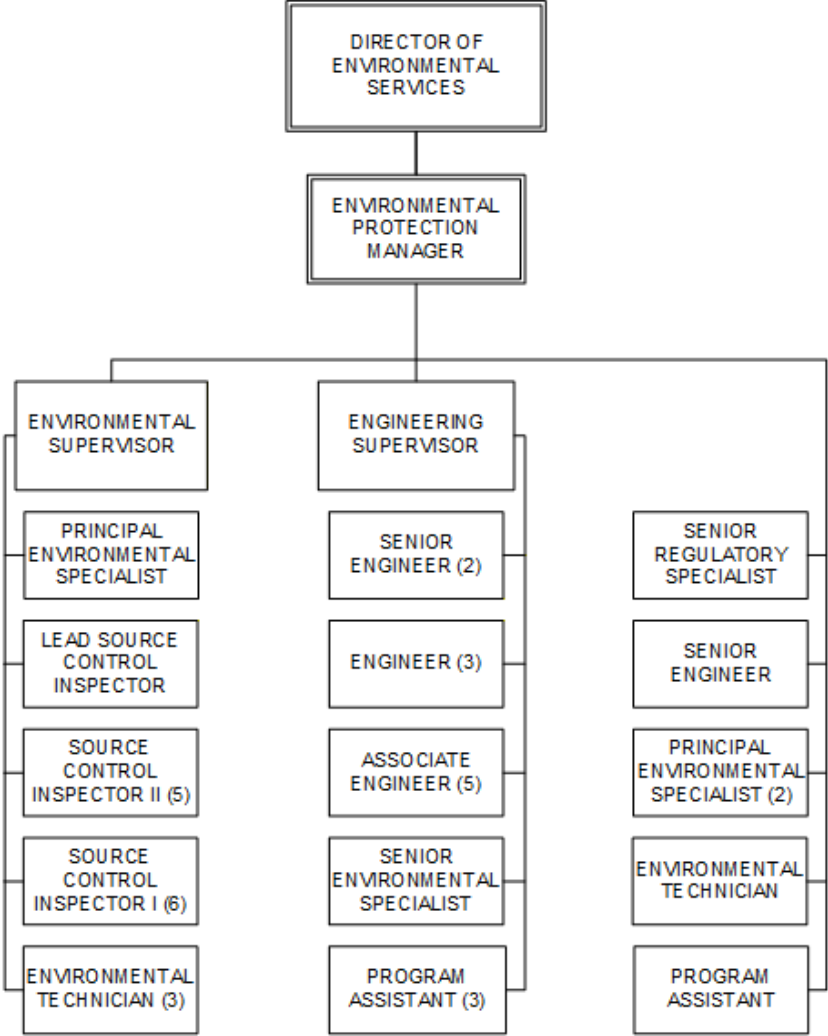 DIRECTOR OF
ENVIRONMENTAL
SERVICES
ENVIRONMENTAL
PROTECTION
MANAGER
ENVIRONMENTAL
SUPERVISOR
PRINCIPAL
ENVIRONMENTAL
SPECIALIST
LEAD SOURCE
CONTROL
INSPECTOR
SOURCE
CONTROL
INSPECTOR II (5)
SOURCE
CONTROL
INSPECTOR I (6)
ENVIRONMENTAL
TECHNICIAN (3)
ENGINEERING
SUPERVISOR
SENIOR
ENGINEER (2)
ENGINEER (3)
ASSOCIATE
ENGINEER (5)
SENIOR
ENVIRONMENTAL
SPECIALIST
PROGRAM
ASSISTANT (3)
SENIOR
REGULATORY
SPECIALIST
SENIOR
ENGINEER
PRINCIPAL
ENVIRONMENTAL
SPECIALIST (2)
ENVIRONMENTAL
TECHNICIAN
PROGRAM
ASSISTANT